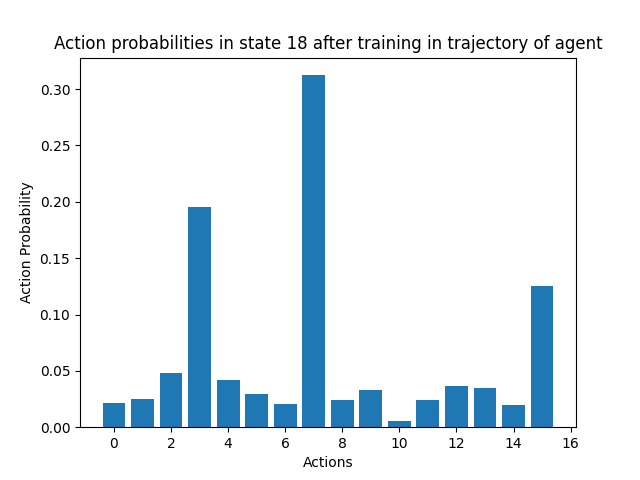 Action probabilities in state 18 after training in trajectory of agent
0.30
0.25
0.20
0.15
0.10
0.05
0.00
Action Probability
0 2 4 6 8 10 12 14 16
Actions